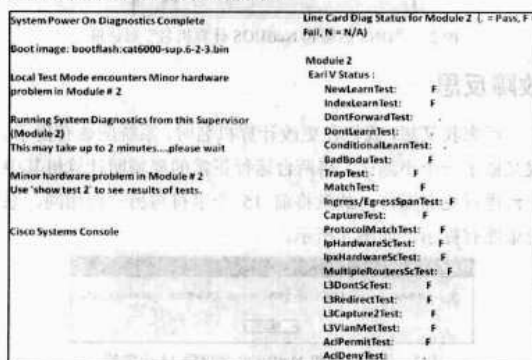 System Power On Diagnostics Complete
Boot image: bootflash:cat6000-sup.6-2-3.bin
Local Test Mode encounters Minor hardware
problem in Module # 2
Running System Diagnostics from this Supervisor
(Module 2)
This may take up to 2 minutes....please wait
Minor hardware problem in Module # 2
Use 'show test 2' to see results of tests.
Cisco Systems Console
Line Card Diag Status for Module 2 (. = Pass, F
Fail, N = N/A)
Module 2
Earl V Status :
NewLearnTest: F
IndexLearnTest: F
DontForwardTest:
DontLearnTest:
ConditionalLearnTest: F
BadBpduTest: F
TrapTest: F
MatchTest: F
Ingress/EgressSpanTest: F
CaptureTest: F
ProtocolMatchTest: F
IpHardwareScTest: F
IpxHardwareScTest: F
MultipleRoutersScTest: F
L3DontScTest: F
L3RedirectTest: F
L3Capture2Test: F
L3VlanMetTest: F
AclPermitTest: F
AclDenyTest: